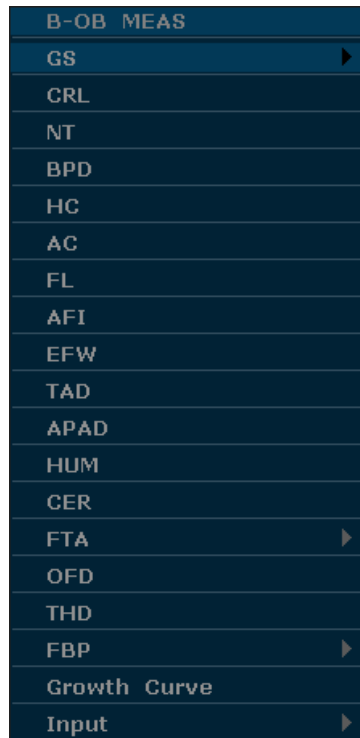 B-OB MEAS
GS
CRL
NT
BPD
HC
AC
FL
AFI
EFW
TAD
APAD
HUM
CER
FTA
OFD
THD
FBP
Growth Curve
Input